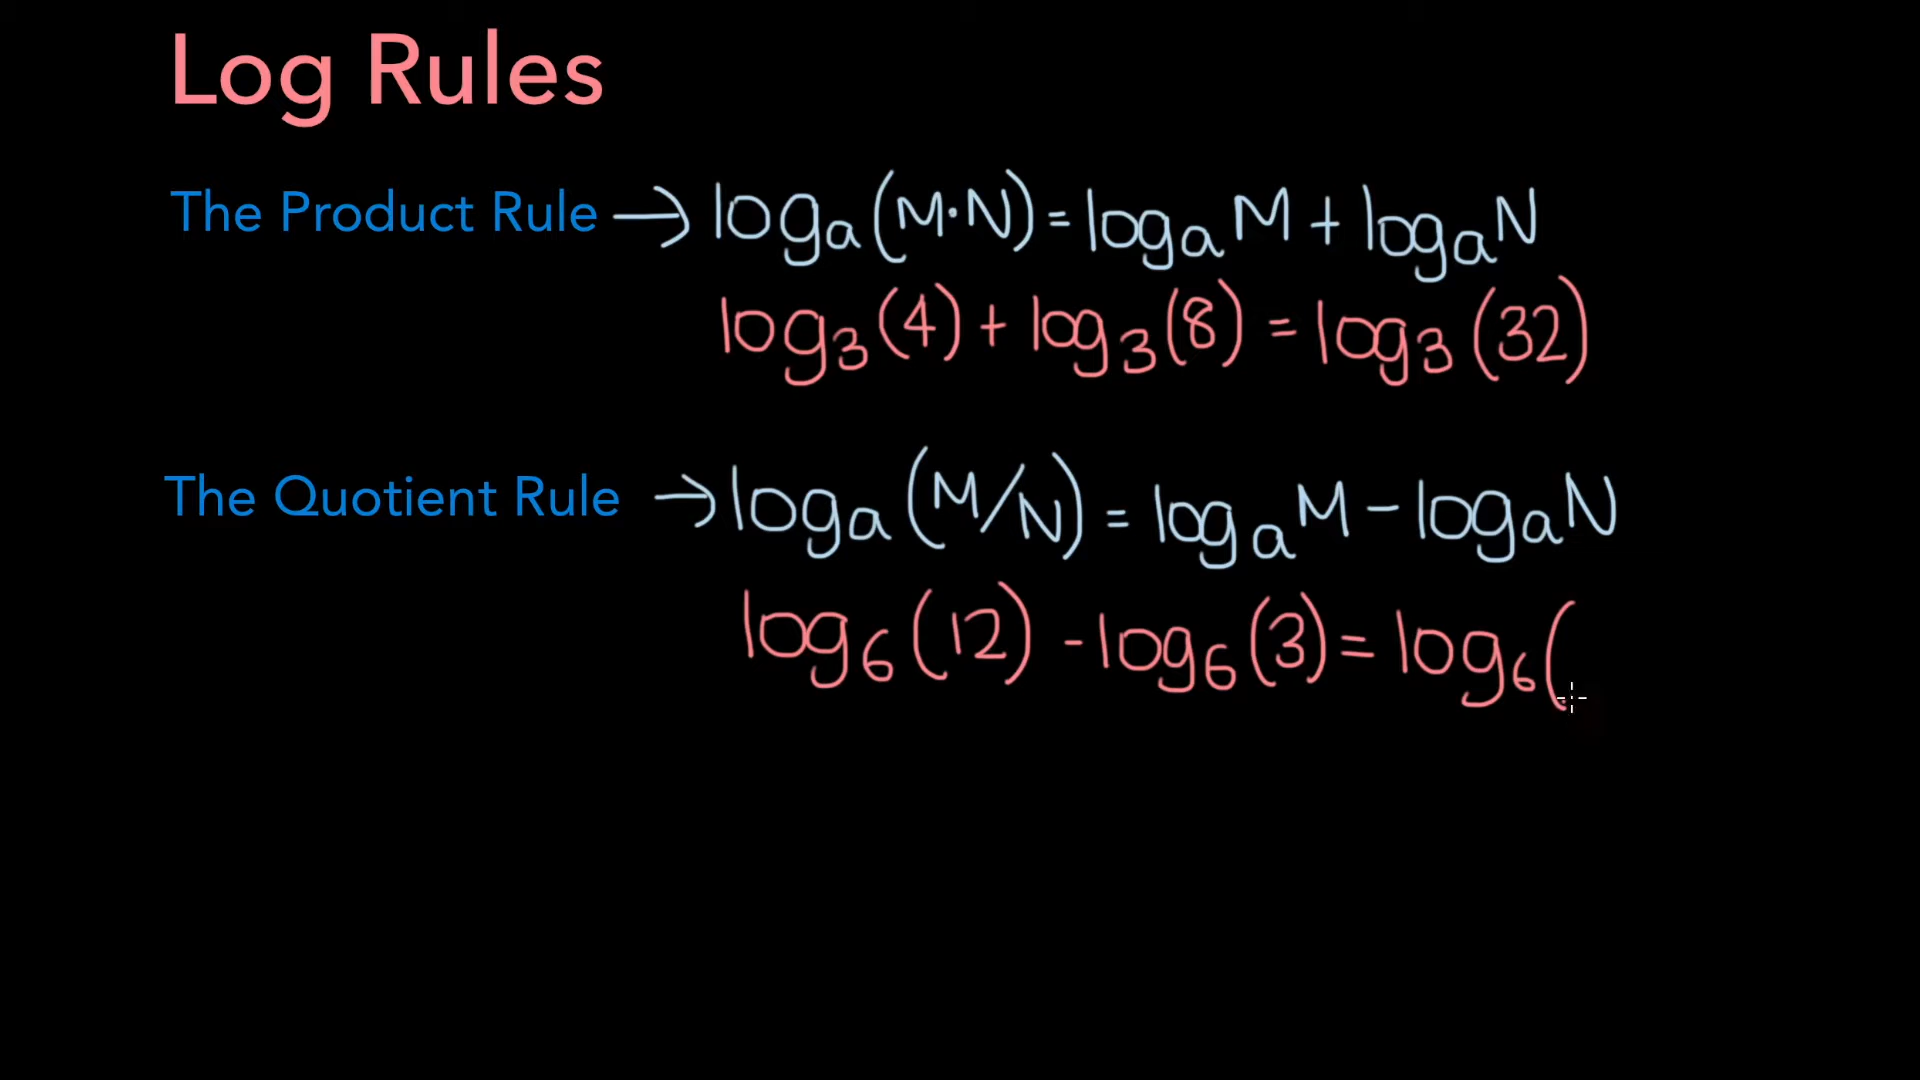 Log Rules
The Product Rule → logₐ(M·N) = logₐM + logₐN
log₃(4) + log₃(8) = log₃(32)
The Quotient Rule → logₐ(M/N) = logₐM - logₐN
log₆(12) - log₆(3) = log₆(